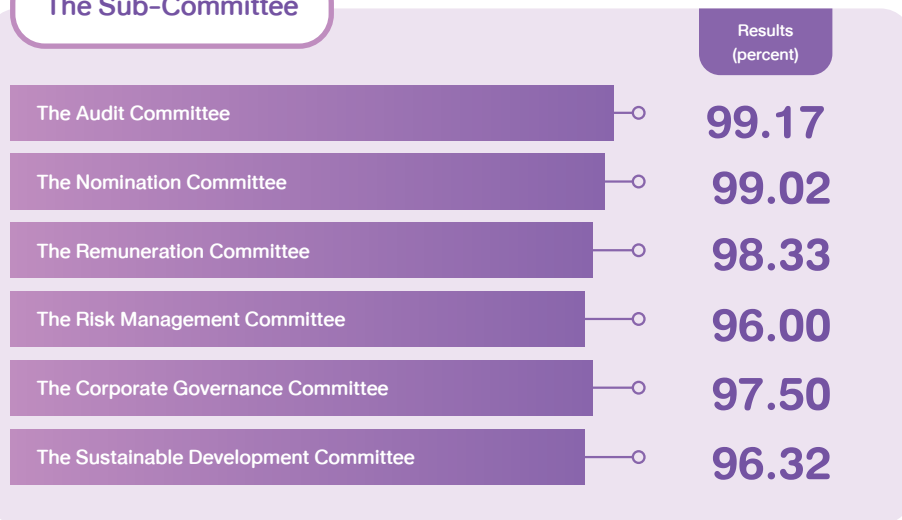 The Sub-Committee
Results
(percent)
The Audit Committee 99.17
The Nomination Committee 99.02
The Remuneration Committee 98.33
The Risk Management Committee 96.00
The Corporate Governance Committee 97.50
The Sustainable Development Committee 96.32